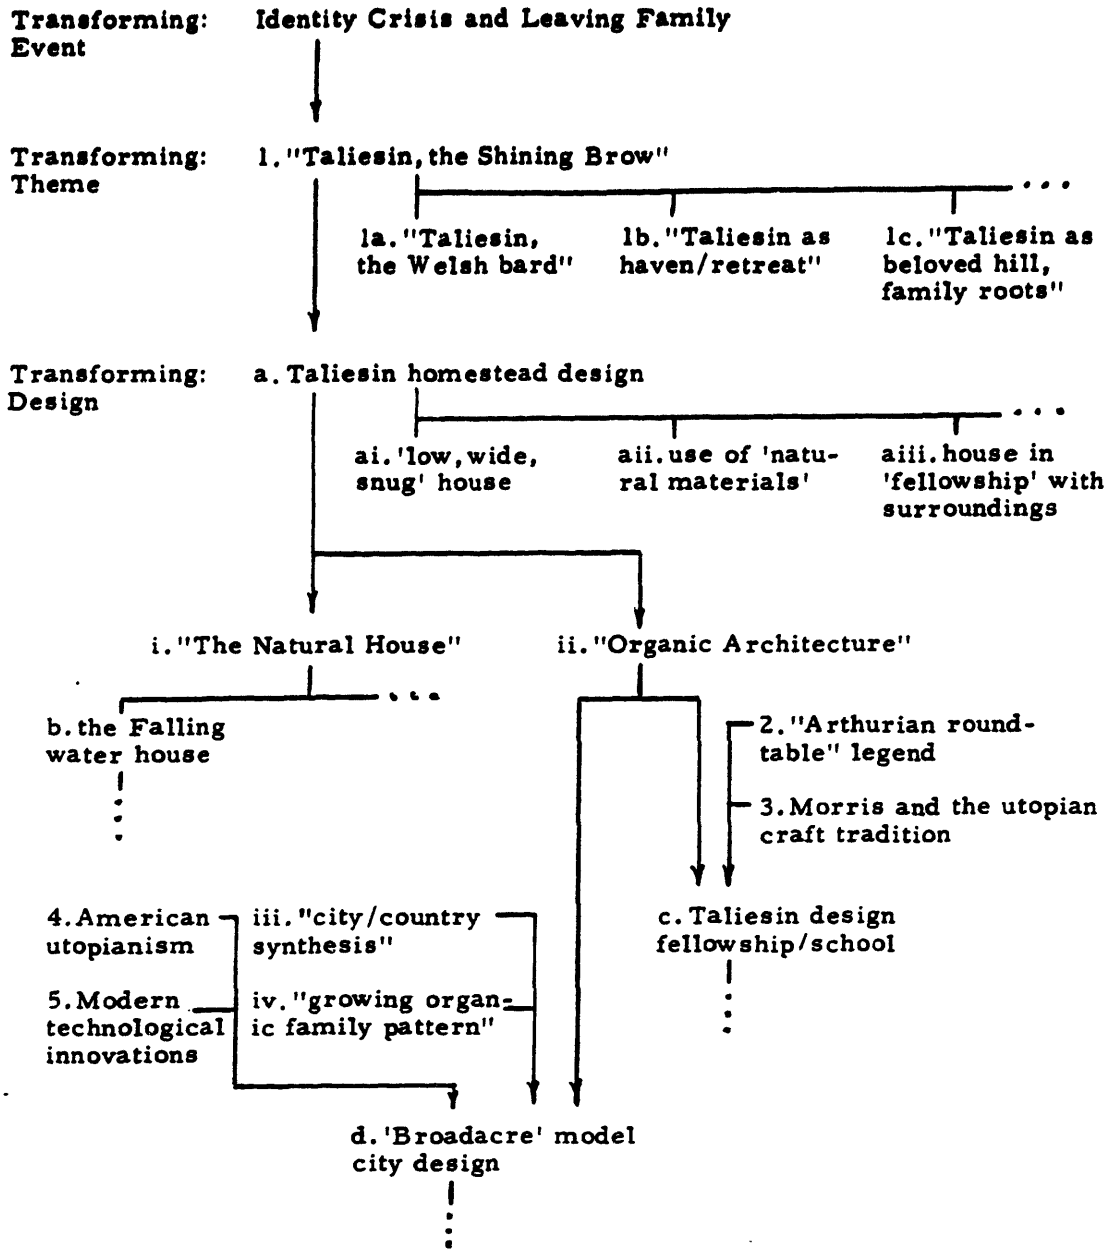 Transforming: Identity Crisis and Leaving Family
Event
Transforming: 1. "Taliesin, the Shining Brow"
Theme
1a. "Taliesin,
the Welsh bard"
1b. "Taliesin as
haven/retreat"
1c. "Taliesin as
beloved hill,
family roots"
Transforming: a. Taliesin homestead design
Design
ai. 'low, wide,
snug' house
aii. use of 'natu-
ral materials'
aiii. house in
'fellowship' with
surroundings
i. "The Natural House"
ii. "Organic Architecture"
b. the Falling
water house
2. "Arthurian round-
table" legend
3. Morris and the utopian
craft tradition
4. American
utopianism
iii. "city/country
synthesis"
c. Taliesin design
fellowship/school
5. Modern
technological
innovations
iv. "growing organ-
ic family pattern"
d. 'Broadacre' model
city design